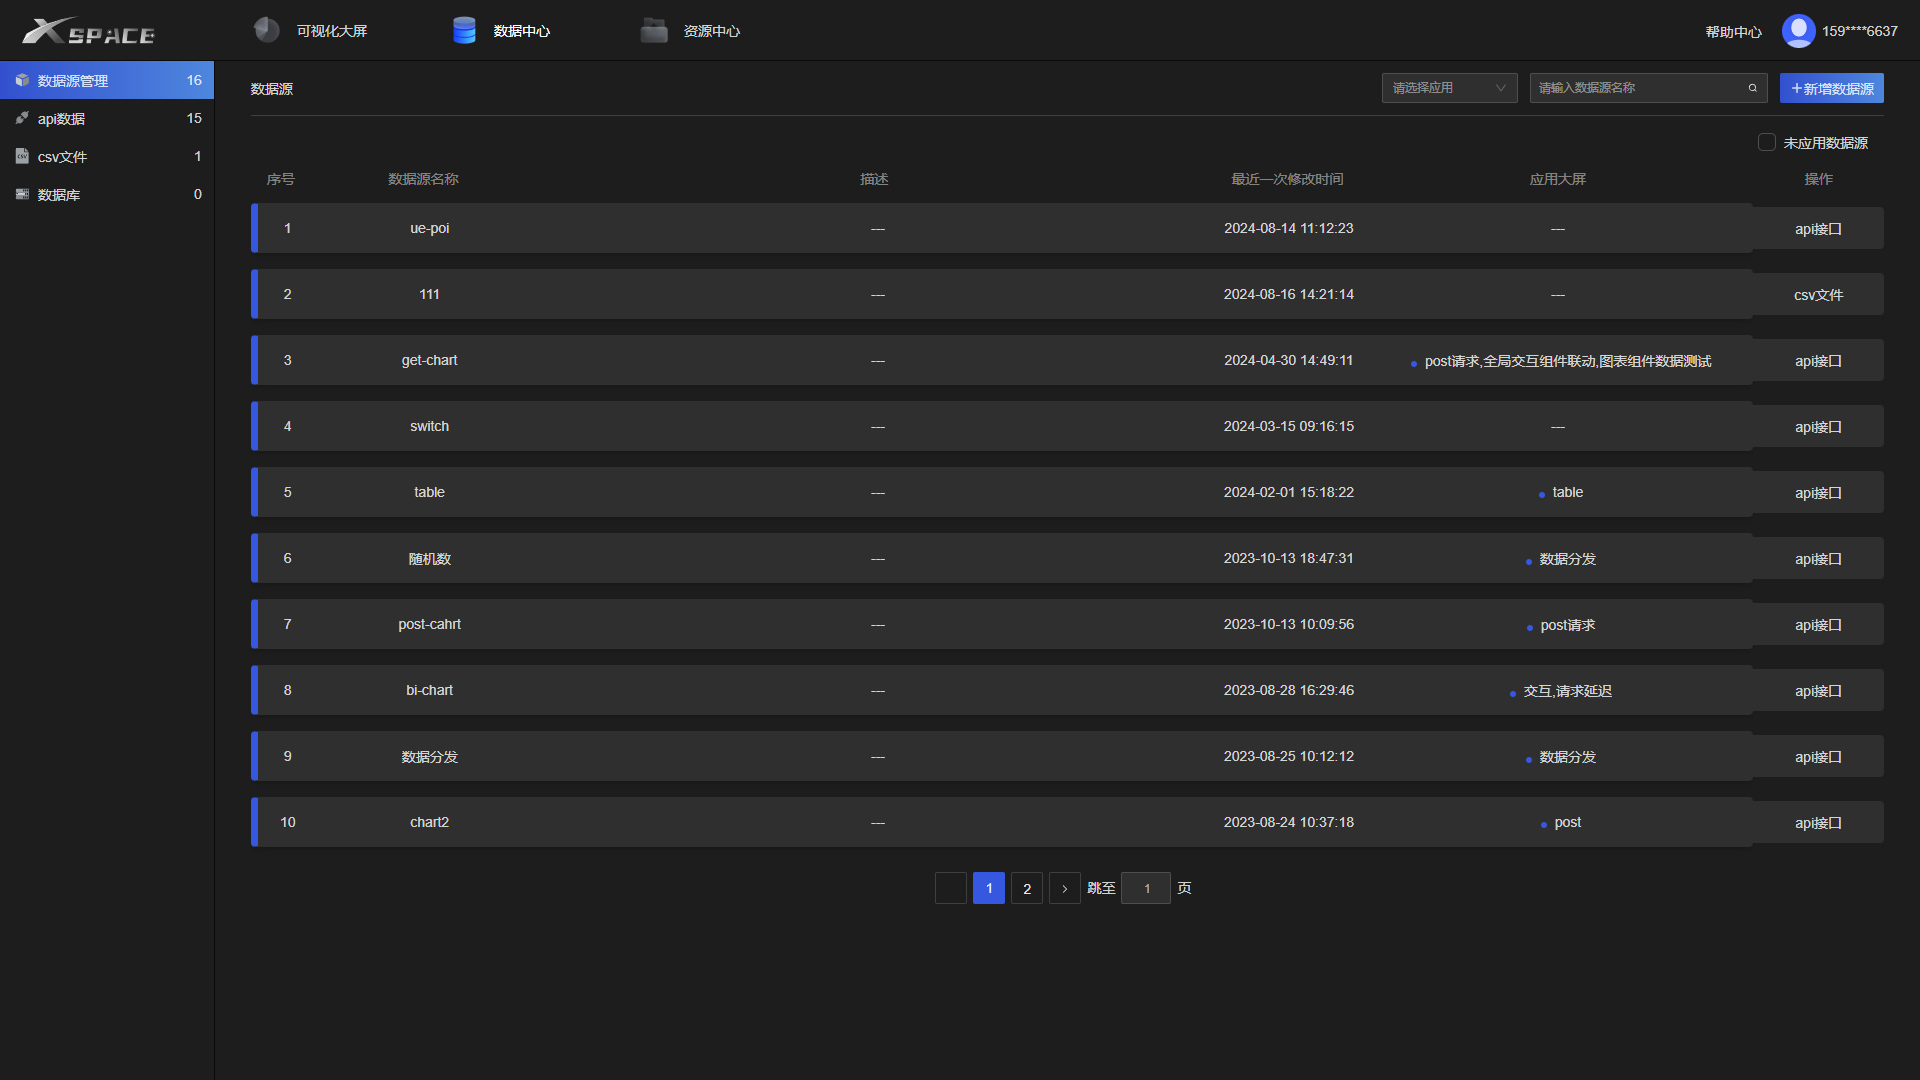 XSPACE
可视化大屏
数据中心
资源中心
帮助中心
159****6637
数据源管理 16
api数据 15
csv文件 1
数据库 0
数据源
请选择应用
请输入数据源名称
+新增数据源
未应用数据源
序号 数据源名称 描述 最近一次修改时间 应用大屏 操作
1 ue-poi --- 2024-08-14 11:12:23 --- api接口
2 111 --- 2024-08-16 14:21:14 --- csv文件
3 get-chart --- 2024-04-30 14:49:11 post请求,全局交互组件联动,图表组件数据测试 api接口
4 switch --- 2024-03-15 09:16:15 --- api接口
5 table --- 2024-02-01 15:18:22 table api接口
6 随机数 --- 2023-10-13 18:47:31 数据分发 api接口
7 post-cahrt --- 2023-10-13 10:09:56 post请求 api接口
8 bi-chart --- 2023-08-28 16:29:46 交互,请求延迟 api接口
9 数据分发 --- 2023-08-25 10:12:12 数据分发 api接口
10 chart2 --- 2023-08-24 10:37:18 post api接口
1 2 > 跳至 1 页